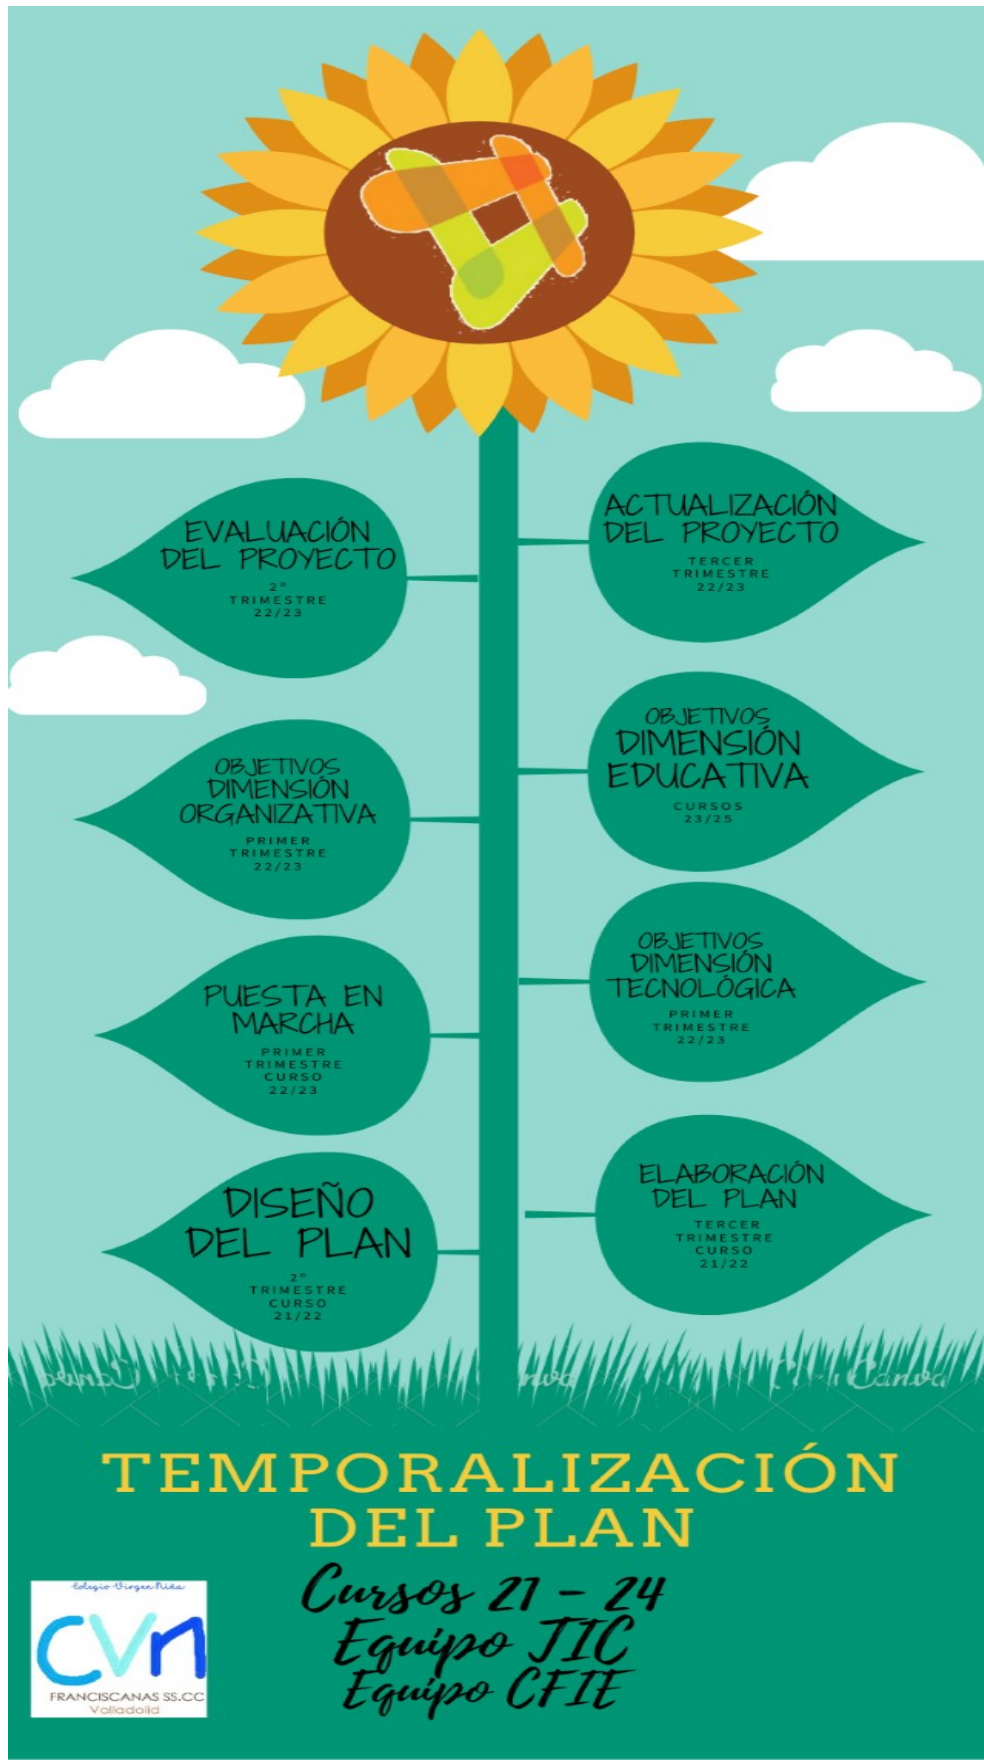 EVALUACIÓN
DEL PROYECTO
2º
TRIMESTRE
22/23
ACTUALIZACIÓN
DEL PROYECTO
TERCER
TRIMESTRE
22/23
OBJETIVOS
DIMENSIÓN
ORGANIZATIVA
PRIMER
TRIMESTRE
22/23
OBJETIVOS
DIMENSIÓN
EDUCATIVA
CURSOS
23/25
PUESTA EN
MARCHA
PRIMER
TRIMESTRE
CURSO
22/23
OBJETIVOS
DIMENSIÓN
TECNOLÓGICA
PRIMER
TRIMESTRE
22/23
DISEÑO
DEL PLAN
2º
TRIMESTRE
CURSO
21/22
ELABORACIÓN
DEL PLAN
TERCER
TRIMESTRE
CURSO
21/22
Canva
TEMPORALIZACIÓN
DEL PLAN
Cursos 21 - 24
Equipo TIC
Equipo CFIE
Colegio Virgen Niña
CVn
FRANCISCANAS SS.CC
Valladolid